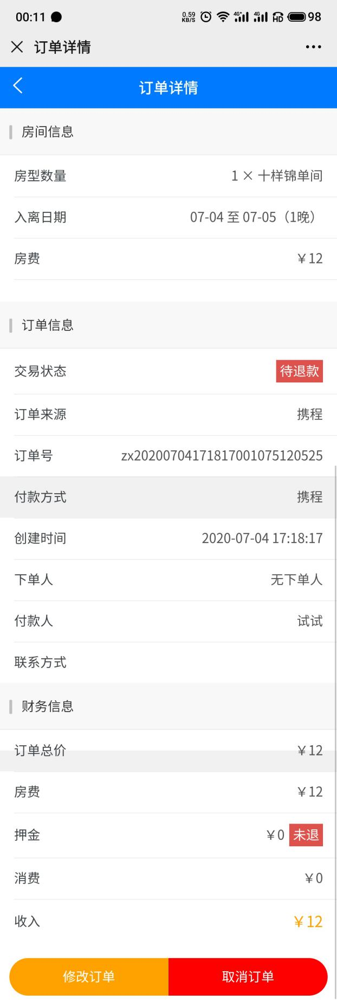 00:11 0.59 KB/S 4G+ 4G HD 98
订单详情
订单详情
房间信息
房型数量 1 × 十样锦单间
入离日期 07-04 至 07-05（1晚）
房费 ￥12
订单信息
交易状态 待退款
订单来源 携程
订单号 zx20200704171817001075120525
付款方式 携程
创建时间 2020-07-04 17:18:17
下单人 无下单人
付款人 试试
联系方式
财务信息
订单总价 ￥12
房费 ￥12
押金 ￥0 未退
消费 ￥0
收入 ￥12
修改订单 取消订单